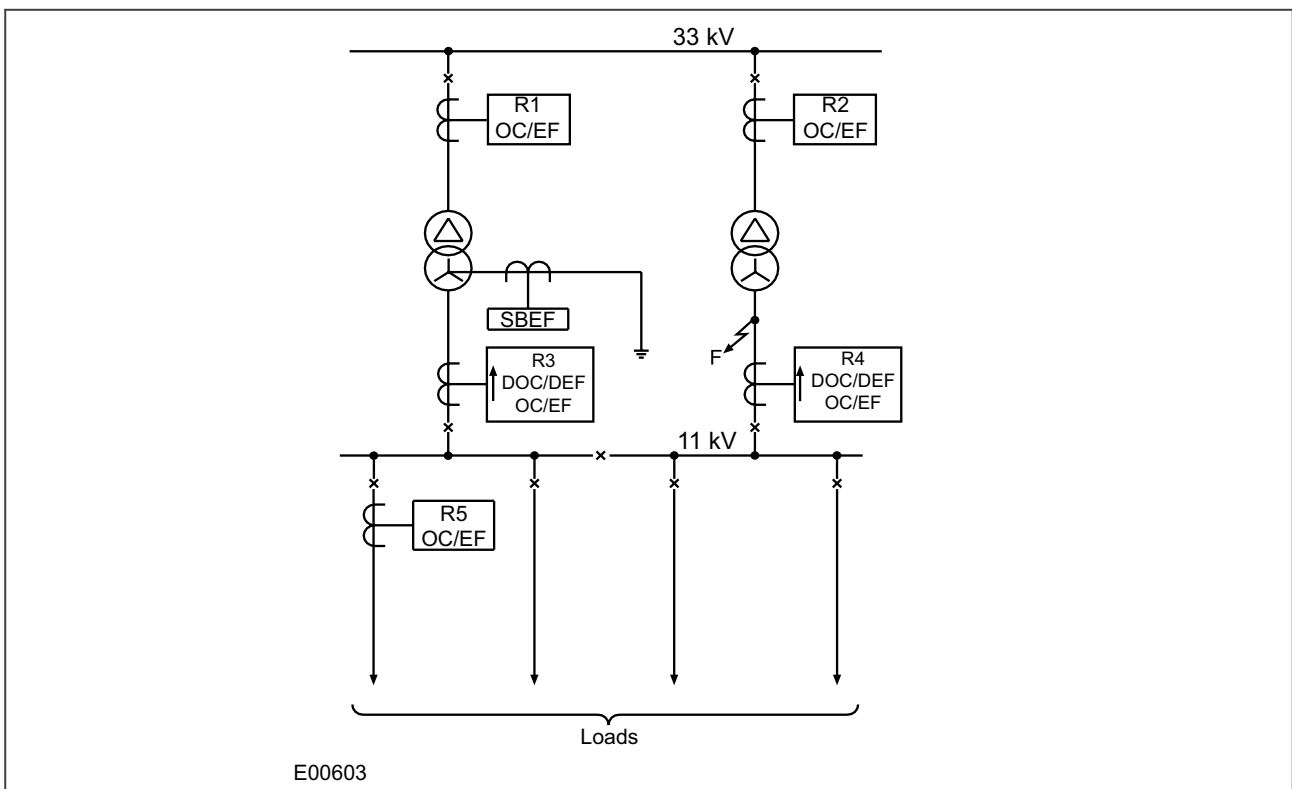 33 kV
R1
OC/EF
R2
OC/EF
SBEF
F
R3
DOC/DEF
OC/EF
R4
DOC/DEF
OC/EF
11 kV
R5
OC/EF
Loads
E00603